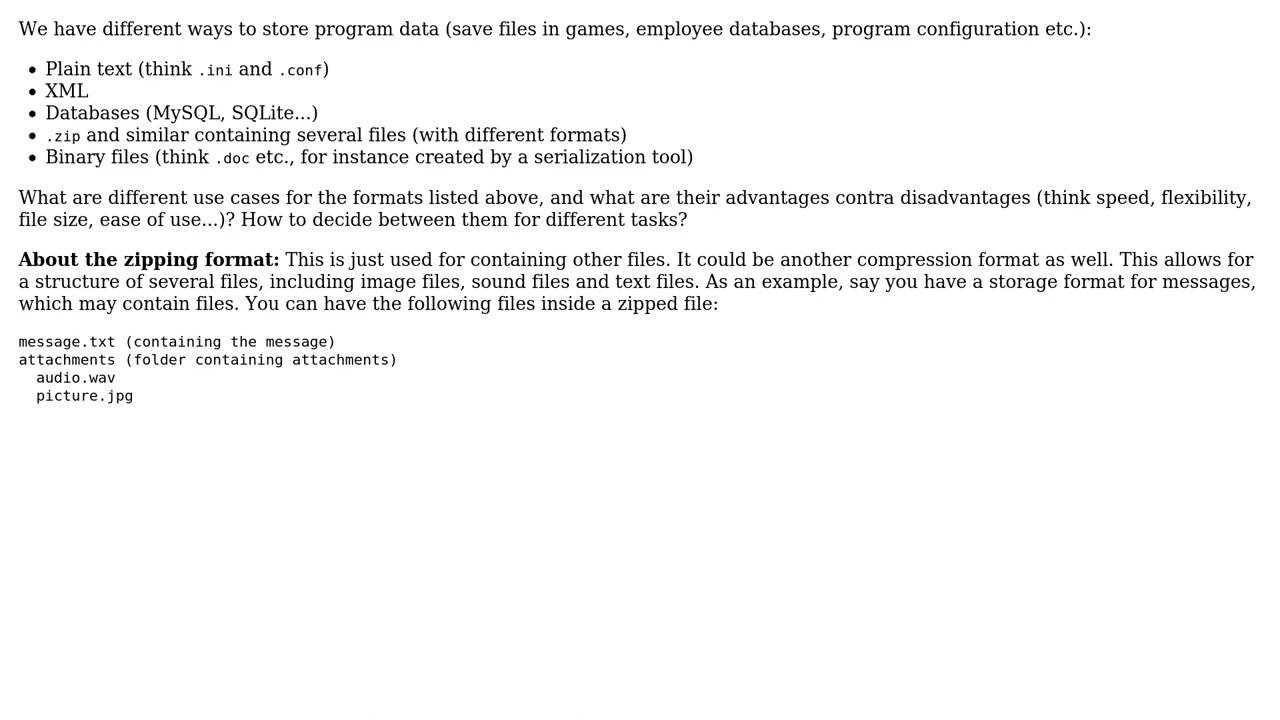 We have different ways to store program data (save files in games, employee databases, program configuration etc.):
• Plain text (think .ini and .conf)
• XML
• Databases (MySQL, SQLite...)
• .zip and similar containing several files (with different formats)
• Binary files (think .doc etc., for instance created by a serialization tool)
What are different use cases for the formats listed above, and what are their advantages contra disadvantages (think speed, flexibility,
file size, ease of use...)? How to decide between them for different tasks?
About the zipping format: This is just used for containing other files. It could be another compression format as well. This allows for
a structure of several files, including image files, sound files and text files. As an example, say you have a storage format for messages,
which may contain files. You can have the following files inside a zipped file:
message.txt (containing the message)
attachments (folder containing attachments)
  audio.wav
  picture.jpg